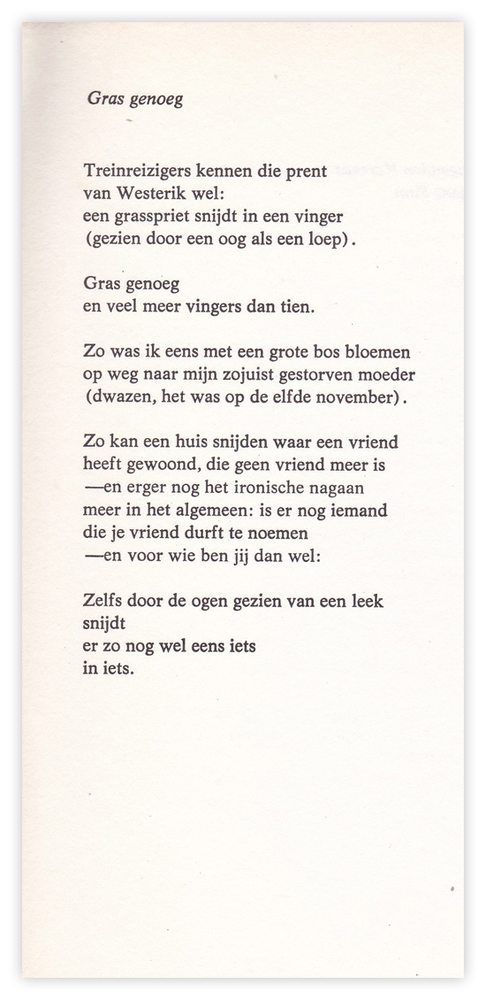 Gras genoeg
Treinreizigers kennen die prent
van Westerik wel:
een grasspriet snijdt in een vinger
(gezien door een oog als een loep).
Gras genoeg
en veel meer vingers dan tien.
Zo was ik eens met een grote bos bloemen
op weg naar mijn zojuist gestorven moeder
(dwazen, het was op de elfde november).
Zo kan een huis snijden waar een vriend
heeft gewoond, die geen vriend meer is
—en erger nog het ironische nagaan
meer in het algemeen: is er nog iemand
die je vriend durft te noemen
—en voor wie ben jij dan wel:
Zelfs door de ogen gezien van een leek
snijdt
er zo nog wel eens iets
in iets.